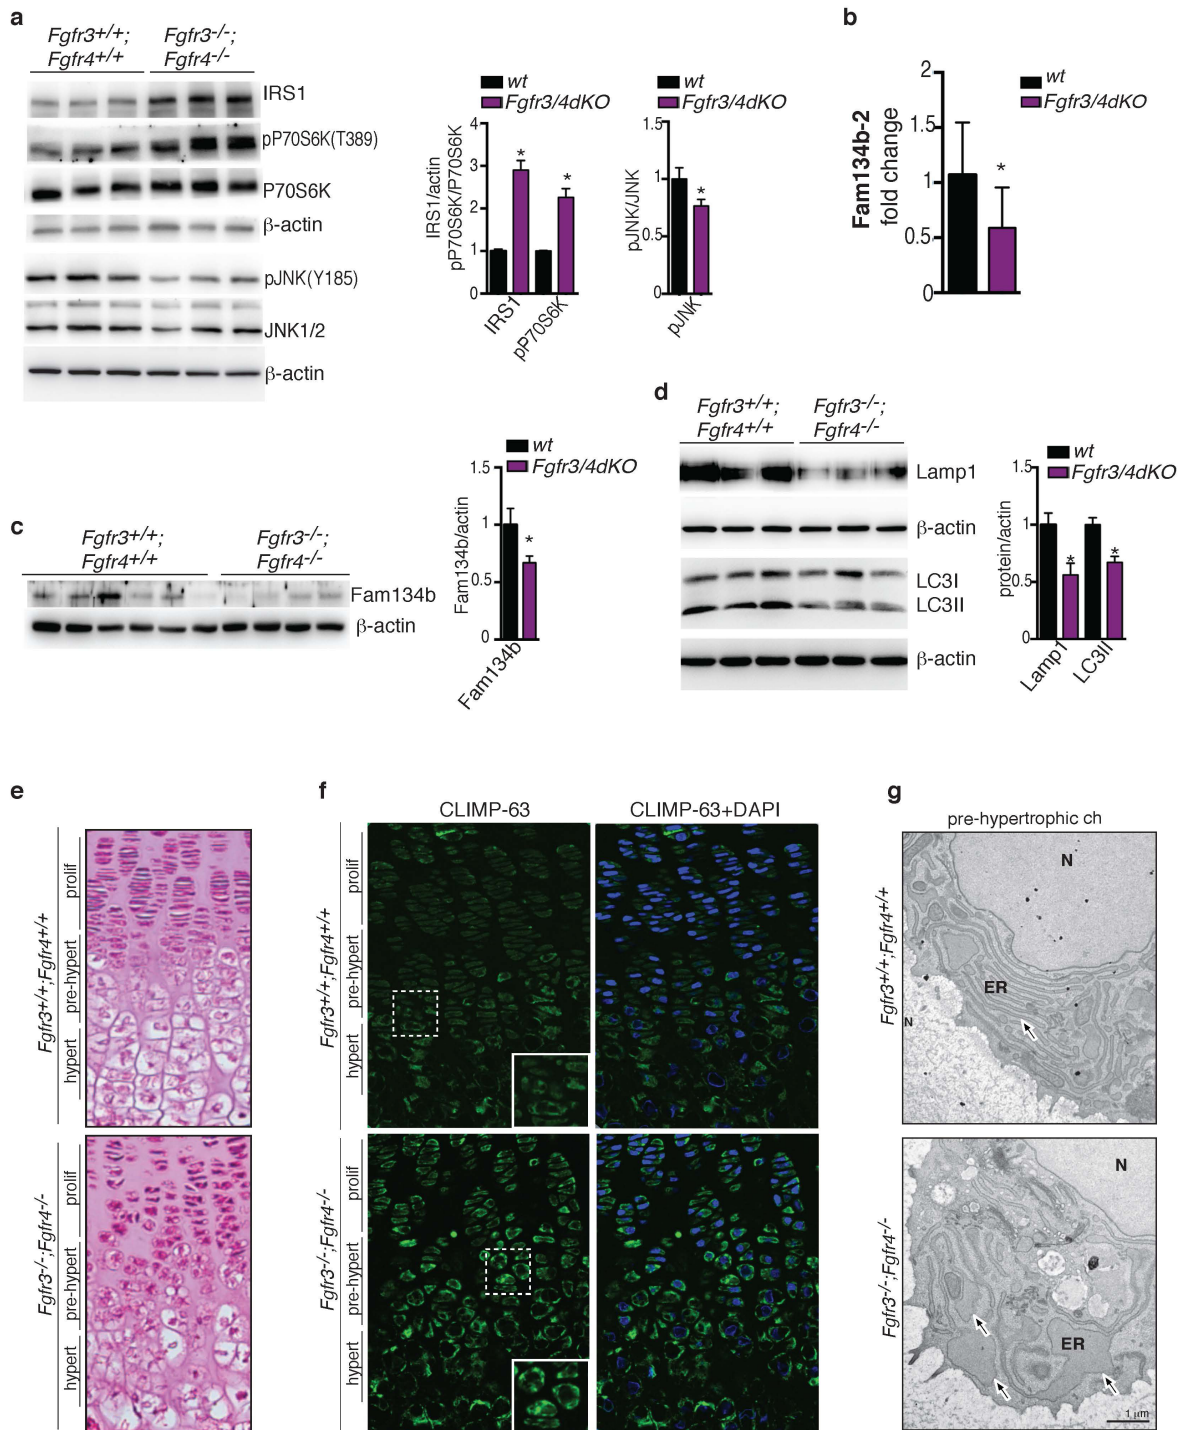 a
Fgfr3+/+;
Fgfr4+/+
Fgfr3-/-;
Fgfr4-/-
IRS1
pP70S6K(T389)
P70S6K
β-actin
pJNK(Y185)
JNK1/2
β-actin
wt
Fgfr3/4dKO
IRS1/actin
pP70S6K/P70S6K
4
3
2
1
0
IRS1
pP70S6K
wt
Fgfr3/4dKO
pJNK/JNK
1.5
1
0.5
0
pJNK
b
wt
Fgfr3/4dKO
Fam134b-2
fold change
2
1.5
1
0.5
0
*
*
*
*
c
Fgfr3+/+;
Fgfr4+/+
Fgfr3-/-;
Fgfr4-/-
Fam134b
β-actin
wt
Fgfr3/4dKO
Fam134b/actin
1.5
1
0.5
0
*
Fam134b
d
Fgfr3+/+;
Fgfr4+/+
Fgfr3-/-;
Fgfr4-/-
Lamp1
β-actin
LC3I
LC3II
β-actin
wt
Fgfr3/4dKO
protein/actin
1.5
1
0.5
0
*
*
Lamp1
LC3II
e
Fgfr3+/+;Fgfr4+/+
prolif
pre-hypert
hypert
Fgfr3-/-;Fgfr4-/-
prolif
pre-hypert
hypert
f
CLIMP-63
CLIMP-63+DAPI
Fgfr3+/+;Fgfr4+/+
prolif
pre-hypert
hypert
Fgfr3-/-;Fgfr4-/-
prolif
pre-hypert
hypert
g
pre-hypertrophic ch
Fgfr3+/+;Fgfr4+/+
N
ER
N
Fgfr3-/-;Fgfr4-/-
N
ER
1 μm